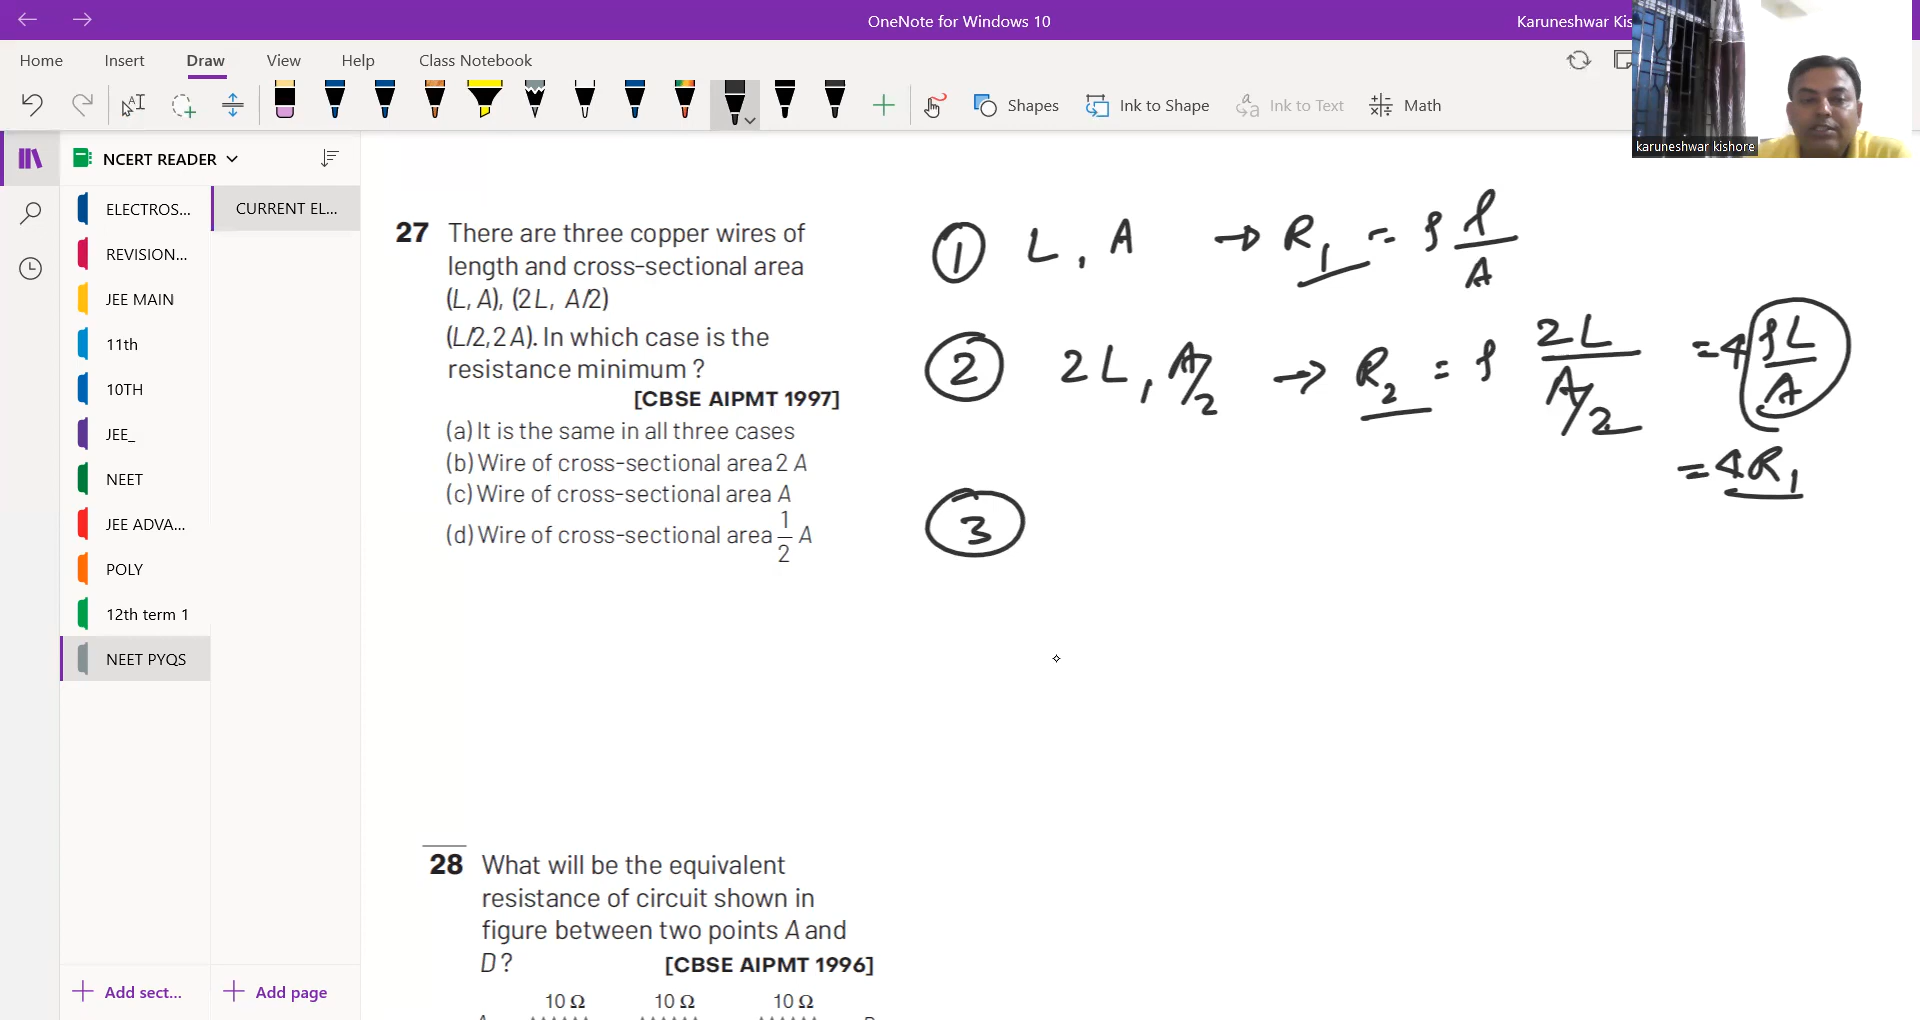 OneNote for Windows 10
Karuneshwar Kis
Home Insert Draw View Help Class Notebook
Shapes Ink to Shape Ink to Text Math
karuneshwar kishore
NCERT READER
ELECTROS...
REVISION...
JEE MAIN
11th
10TH
JEE_
NEET
JEE ADVA...
POLY
12th term 1
NEET PYQS
Add sect...
CURRENT EL...
Add page
27 There are three copper wires of
length and cross-sectional area
(L, A), (2L, A/2)
(L/2,2A). In which case is the
resistance minimum ?
[CBSE AIPMT 1997]
(a) It is the same in all three cases
(b) Wire of cross-sectional area 2 A
(c) Wire of cross-sectional area A
(d) Wire of cross-sectional area 1/2 A
① L, A → R₁ = ρ l/A
② 2L, A/2 → R₂ = ρ 2L/(A/2) = 4 ρL/A
= 4R₁
③
28 What will be the equivalent
resistance of circuit shown in
figure between two points A and
D ? [CBSE AIPMT 1996]
10 Ω 10 Ω 10 Ω